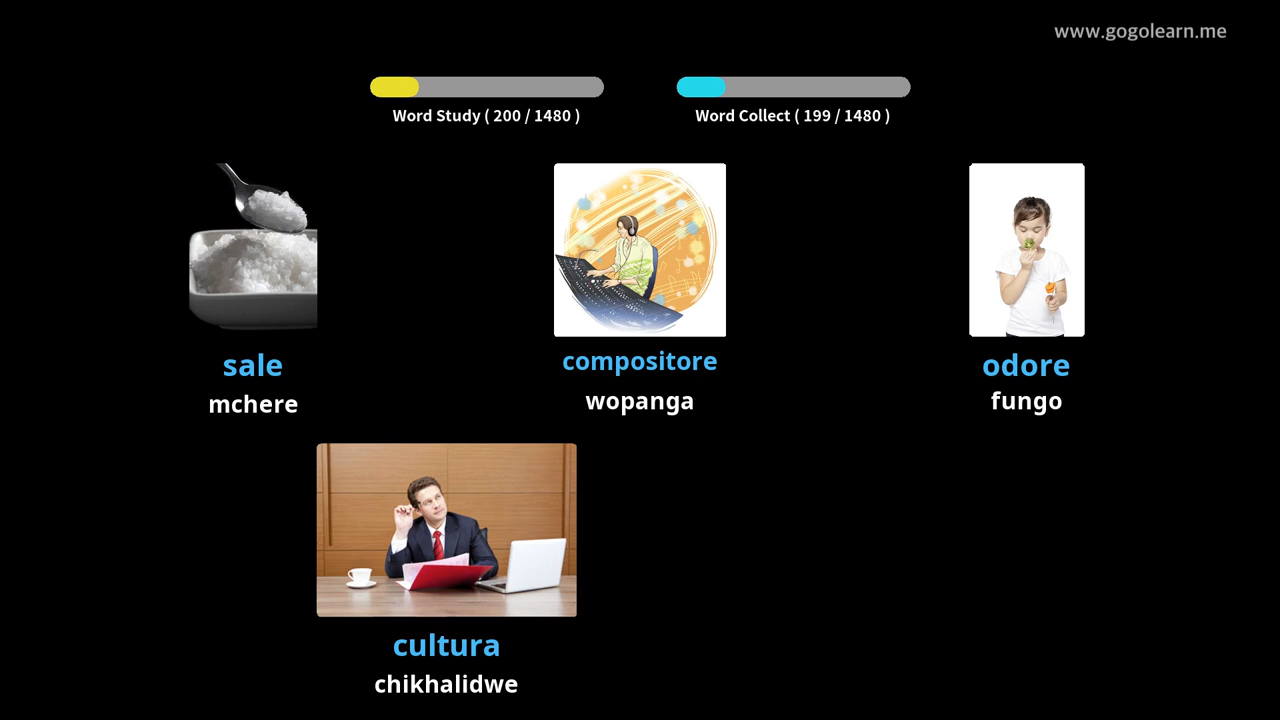 www.gogolearn.me
Word Study ( 200 / 1480 )
Word Collect ( 199 / 1480 )
sale
mchere
compositore
wopanga
odore
fungo
cultura
chikhalidwe